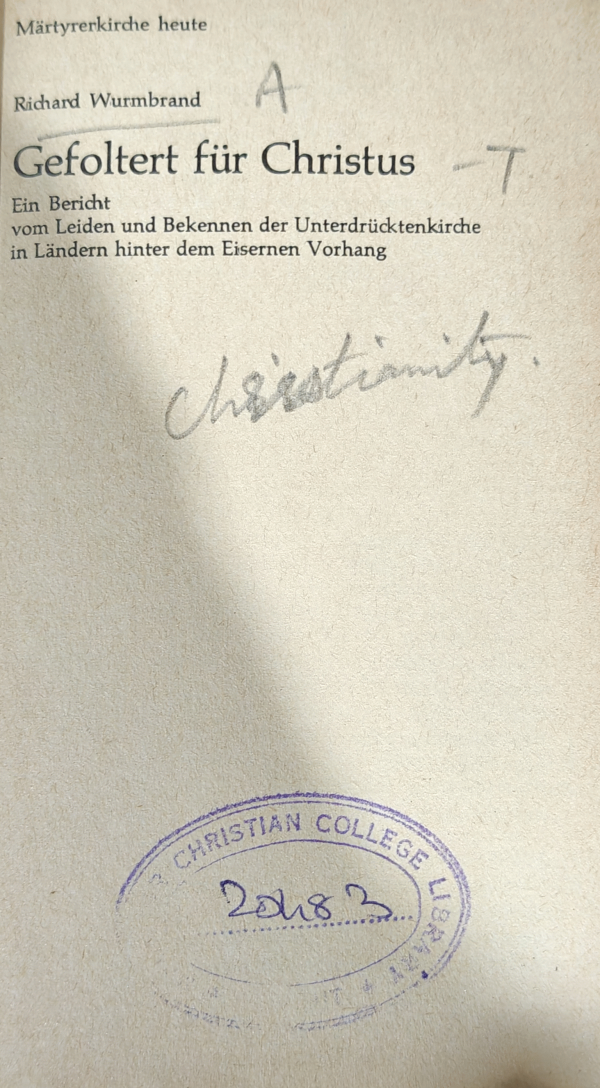 Märtyrerkirche heute
Richard Wurmbrand A
Gefoltert für Christus -T
Ein Bericht
vom Leiden und Bekennen der Unterdrücktenkirche
in Ländern hinter dem Eisernen Vorhang
Christianity.
CHRISTIAN COLLEGE LIBRARY